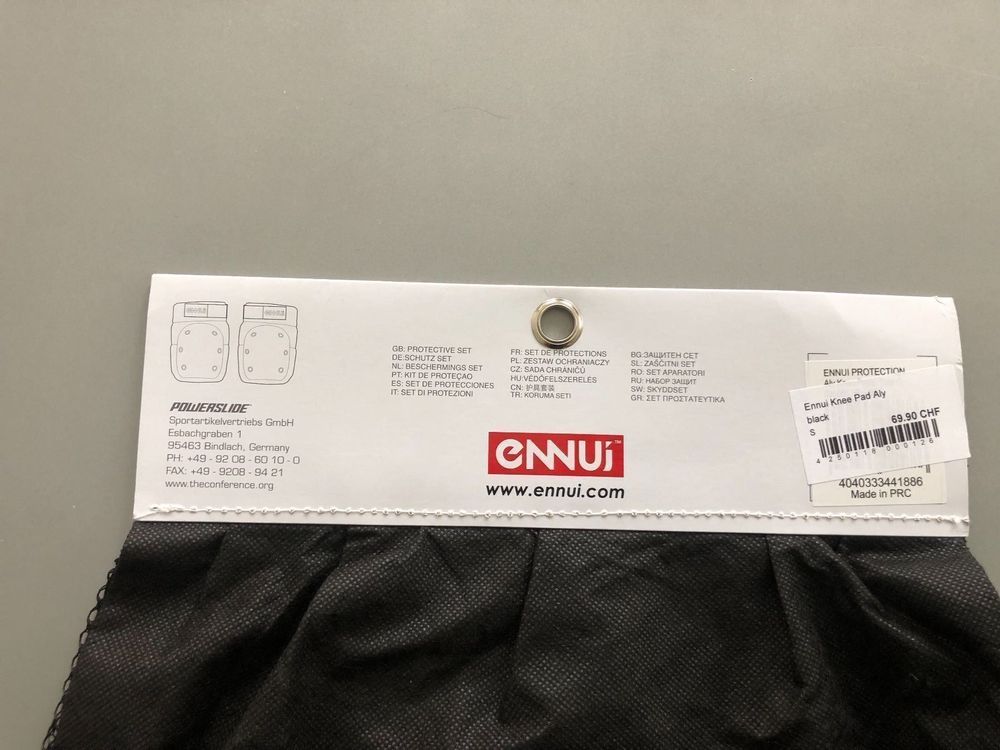 ennui
ennui
POWERSLIDE
Sportartikelvertriebs GmbH
Esbachgraben 1
95463 Bindlach, Germany
PH: +49 - 92 08 - 60 10 - 0
FAX: +49 - 9208 - 94 21
www.theconference.org
GB: PROTECTIVE SET
DE:SCHUTZ SET
NL: BESCHERMINGS SET
PT: KIT DE PROTEÇAO
ES: SET DE PROTECCIONES
IT: SET DI PROTEZIONI
FR: SET DE PROTECTIONS
PL: ZESTAW OCHRANIACZY
CZ: SADA CHRÁNIČŮ
HU:VÉDŐFELSZERELÉS
CN: 护具套装
TR: KORUMA SETI
BG:ЗАЩИТЕН СЕТ
SL: ZAŠČITNI SET
RO: SET APARATORI
RU: НАБОР ЗАЩИТ
SW: SKYDDSET
GR: ΣΕΤ ΠΡΟΣΤΑΤΕΥΤΙΚΑ
ennui™
www.ennui.com
ENNUI PROTECTION
Ennui Knee Pad Aly
black
69.90 CHF
S
4 250118 000126
4040333441886
Made in PRC